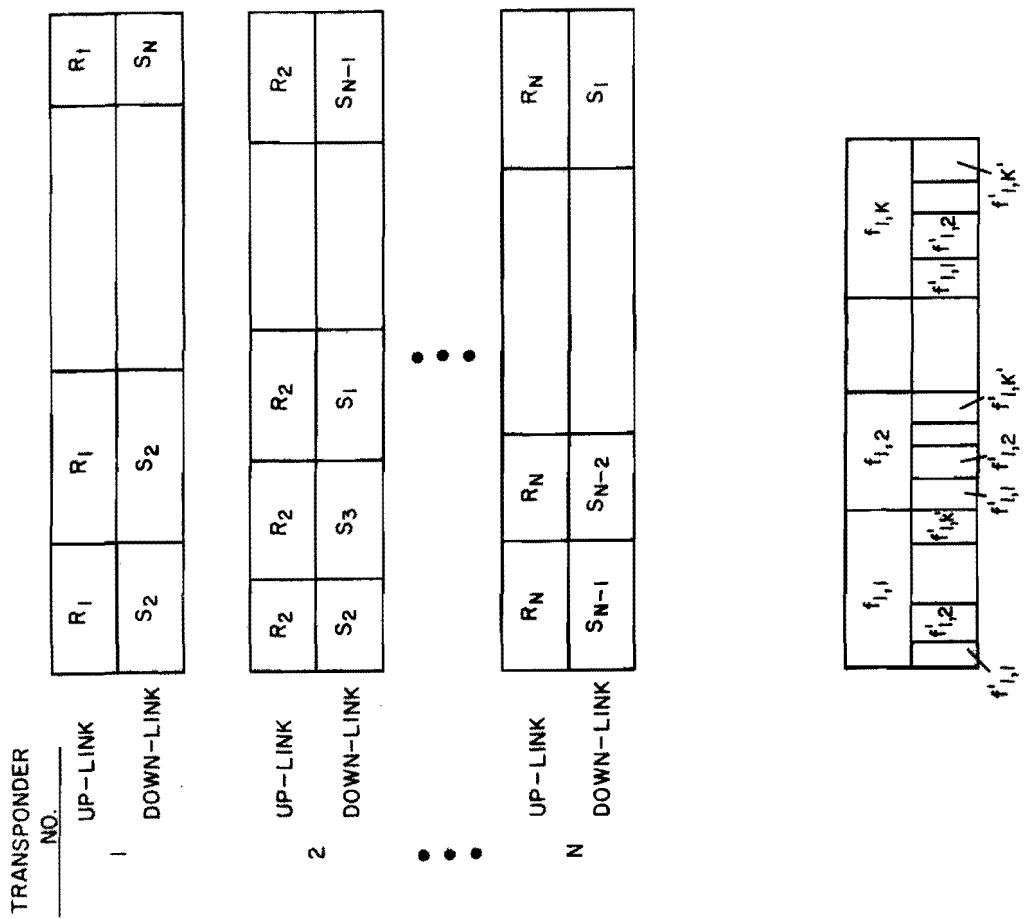 TRANSPONDER
NO.
1
UP-LINK R1 R1 R1
DOWN-LINK S2 S2 SN
2
UP-LINK R2 R2 R2 R2
DOWN-LINK S2 S3 S1 SN-1
N
UP-LINK RN RN RN
DOWN-LINK SN-1 SN-2 S1
f1,1 f1,2 f1,K
f'1,2 f'1,K' f'1,1 f'1,2
f'1,1 f'1,1 f'1,2 f'1,K' f'1,K'